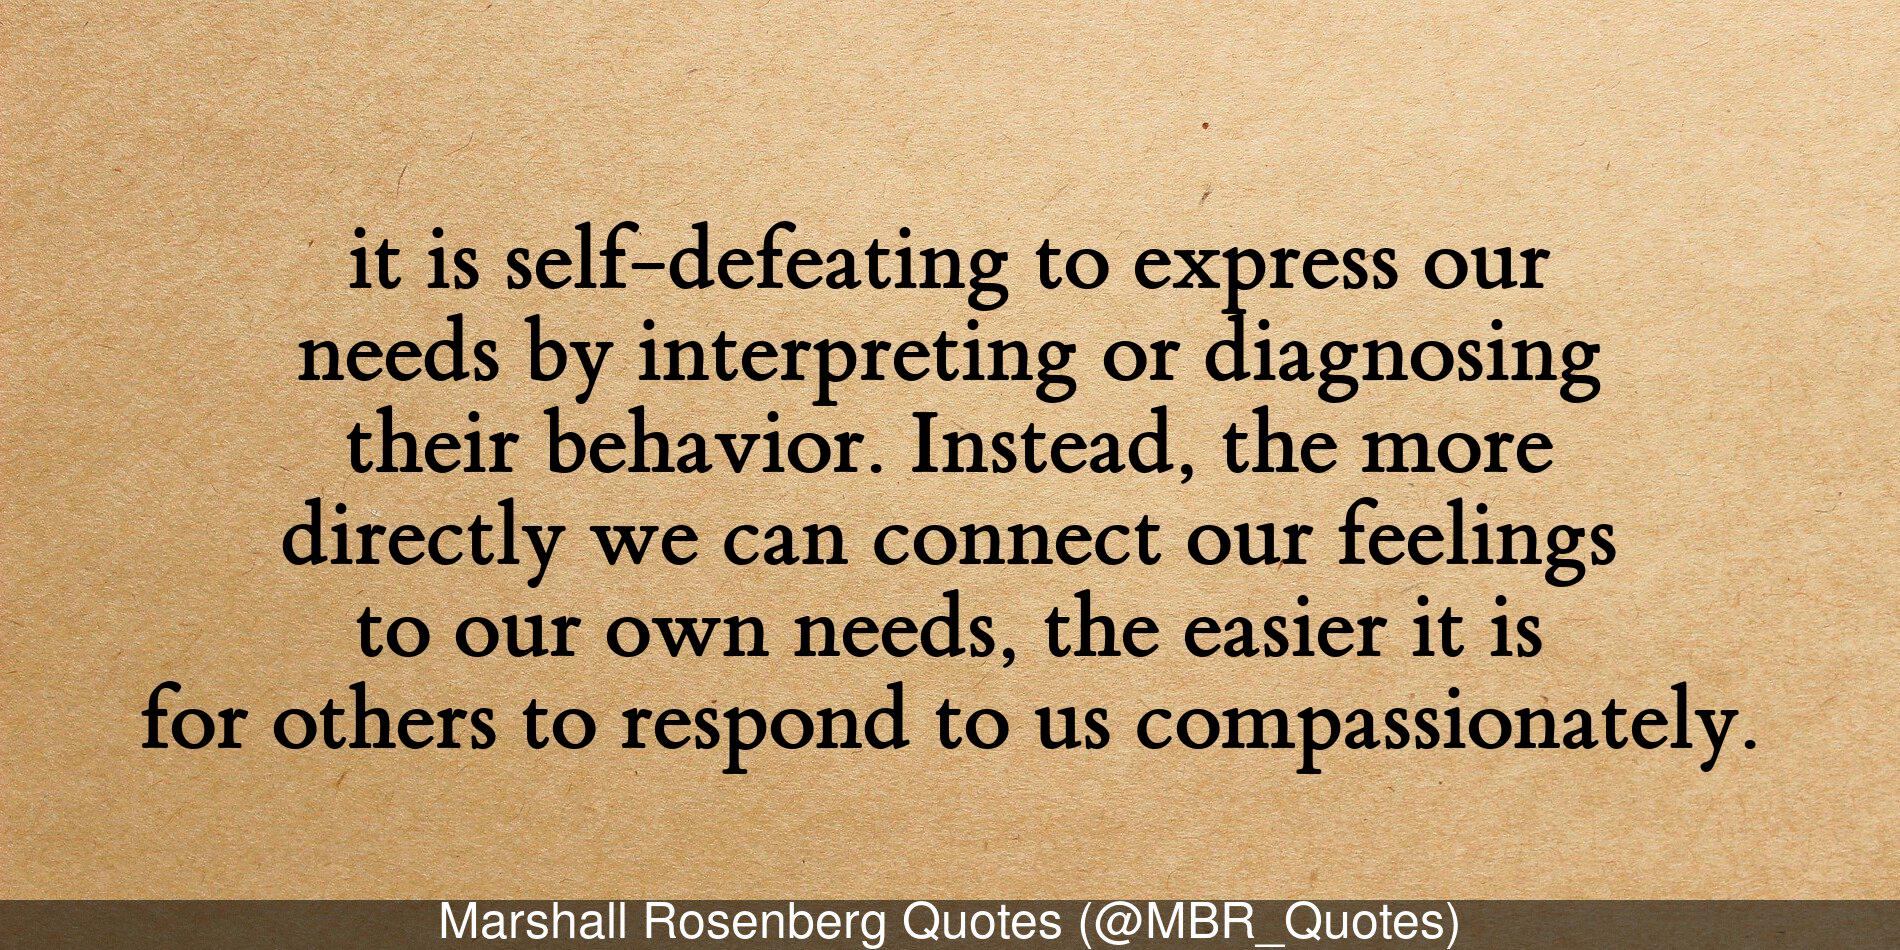 it is self-defeating to express our
needs by interpreting or diagnosing
their behavior. Instead, the more
directly we can connect our feelings
to our own needs, the easier it is
for others to respond to us compassionately.
Marshall Rosenberg Quotes (@MBR_Quotes)